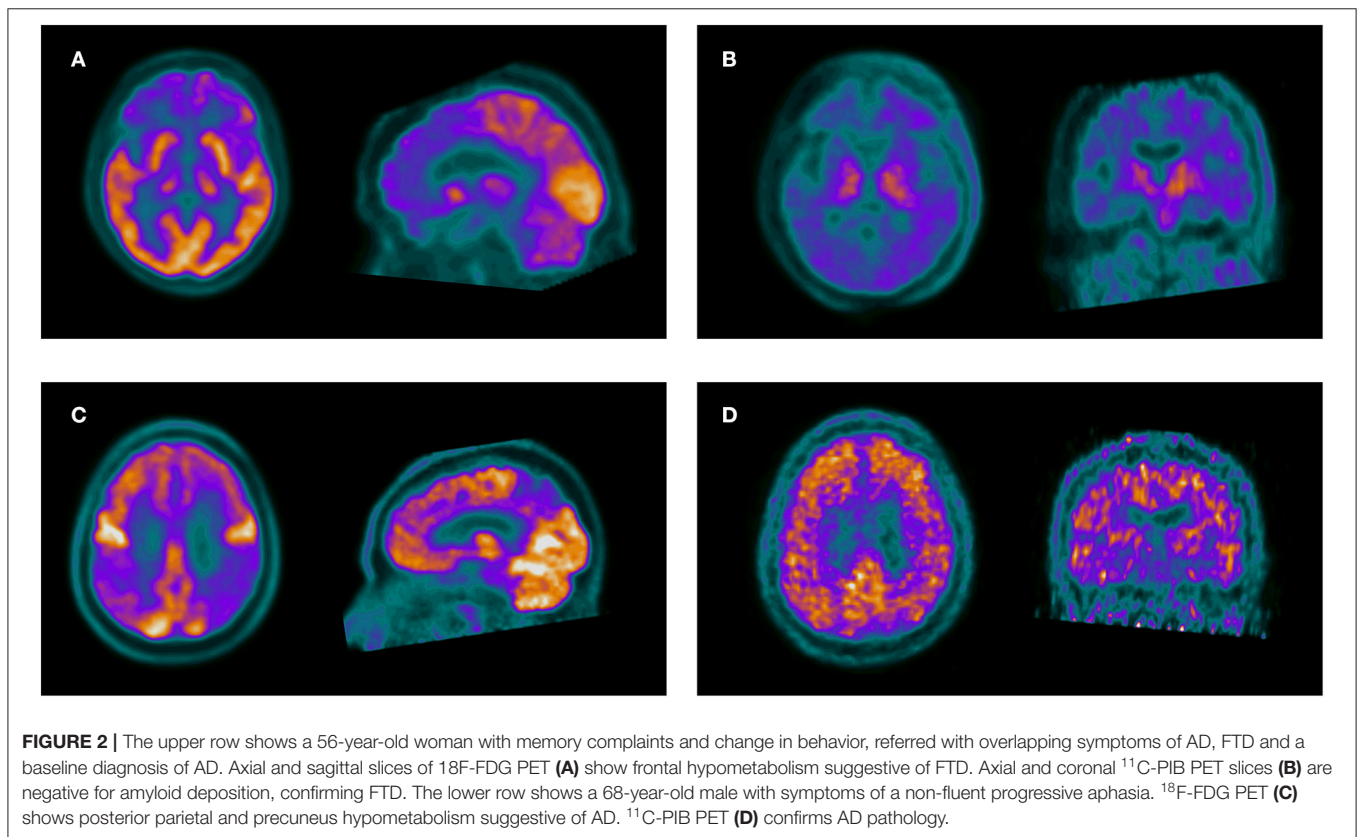 A
B
C
D
FIGURE 2 | The upper row shows a 56-year-old woman with memory complaints and change in behavior, referred with overlapping symptoms of AD, FTD and a
baseline diagnosis of AD. Axial and sagittal slices of 18F-FDG PET (A) show frontal hypometabolism suggestive of FTD. Axial and coronal ¹¹C-PIB PET slices (B) are
negative for amyloid deposition, confirming FTD. The lower row shows a 68-year-old male with symptoms of a non-fluent progressive aphasia. ¹⁸F-FDG PET (C)
shows posterior parietal and precuneus hypometabolism suggestive of AD. ¹¹C-PIB PET (D) confirms AD pathology.